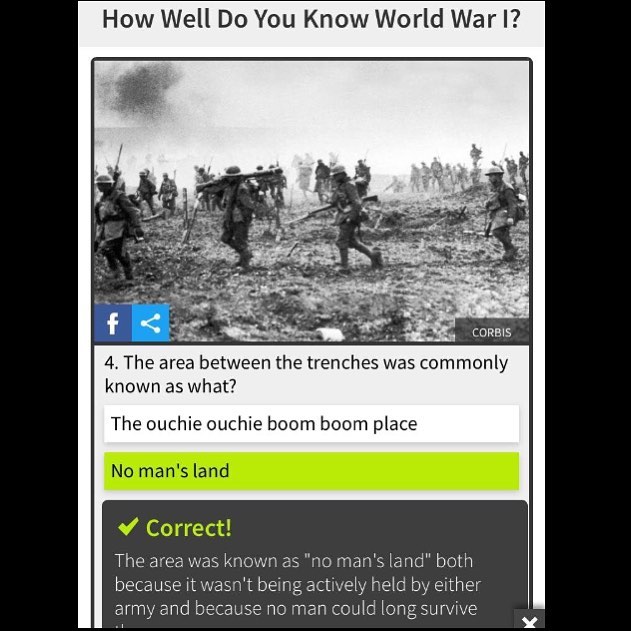 How Well Do You Know World War I?
f
CORBIS
4. The area between the trenches was commonly
known as what?
The ouchie ouchie boom boom place
No man's land
Correct!
The area was known as "no man's land" both
because it wasn't being actively held by either
army and because no man could long survive